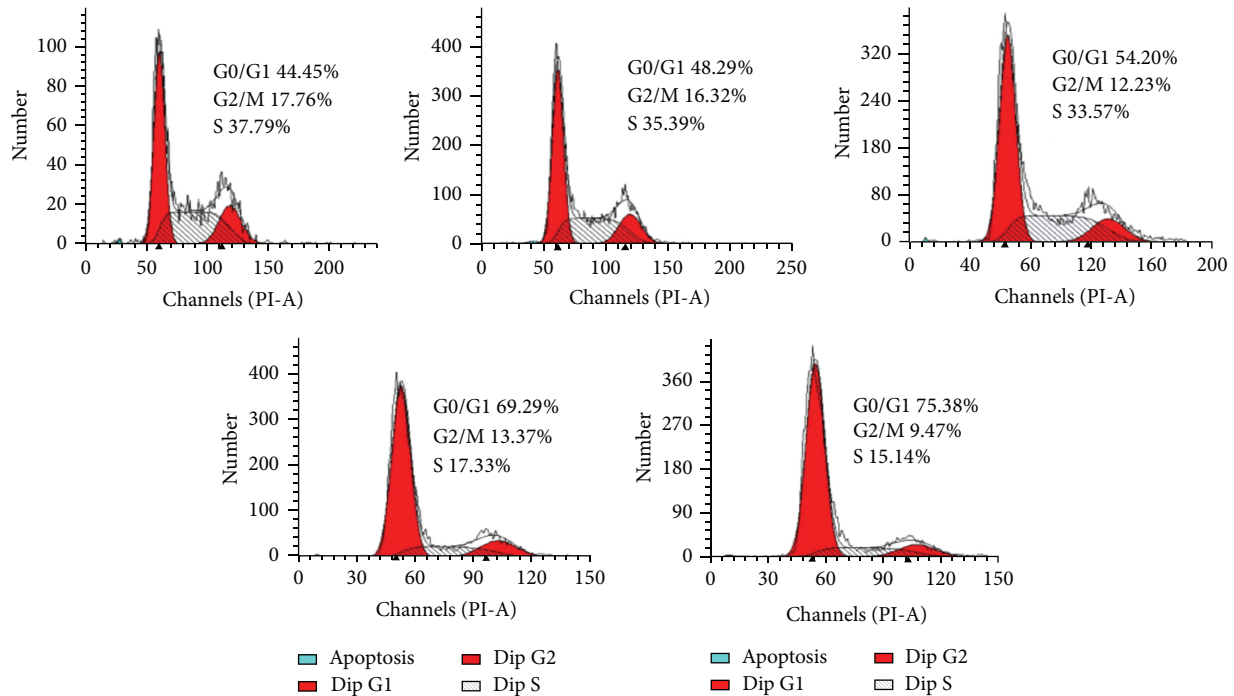 G0/G1 44.45%
G2/M 17.76%
S 37.79%
Number
100
80
60
40
20
0
0 50 100 150 200
Channels (PI-A)
G0/G1 48.29%
G2/M 16.32%
S 35.39%
Number
400
300
200
100
0
0 50 100 150 200 250
Channels (PI-A)
G0/G1 54.20%
G2/M 12.23%
S 33.57%
Number
320
240
180
80
0
0 40 60 120 160 200
Channels (PI-A)
G0/G1 69.29%
G2/M 13.37%
S 17.33%
Number
400
300
200
100
0
0 30 60 90 120 150
Channels (PI-A)
G0/G1 75.38%
G2/M 9.47%
S 15.14%
Number
360
270
180
90
0
0 30 60 90 120 150
Channels (PI-A)
Apoptosis Dip G2
Dip G1 Dip S
Apoptosis Dip G2
Dip G1 Dip S